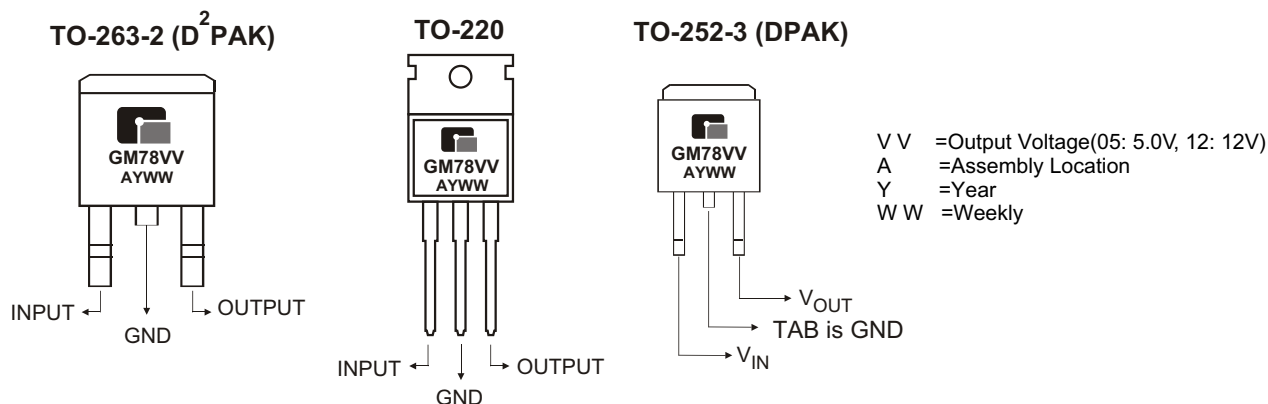 TO-263-2 (D²PAK)
GM78VV
AYWW
INPUT
GND
OUTPUT
TO-220
GM78VV
AYWW
INPUT
GND
OUTPUT
TO-252-3 (DPAK)
GM78VV
AYWW
VOUT
TAB is GND
VIN
V V =Output Voltage(05: 5.0V, 12: 12V)
A =Assembly Location
Y =Year
W W =Weekly